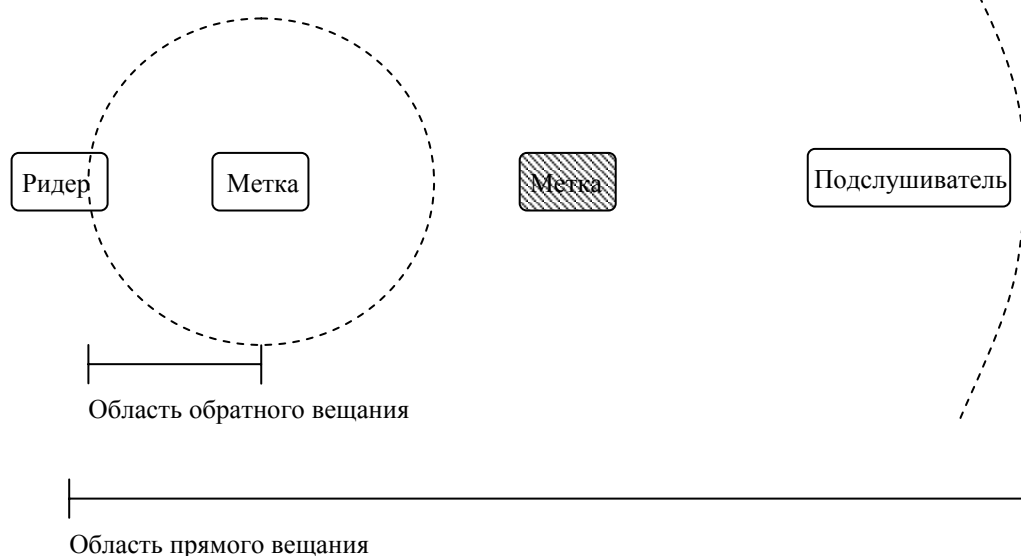 Ридер
Метка
Метка
Подслушиватель
Область обратного вещания
Область прямого вещания